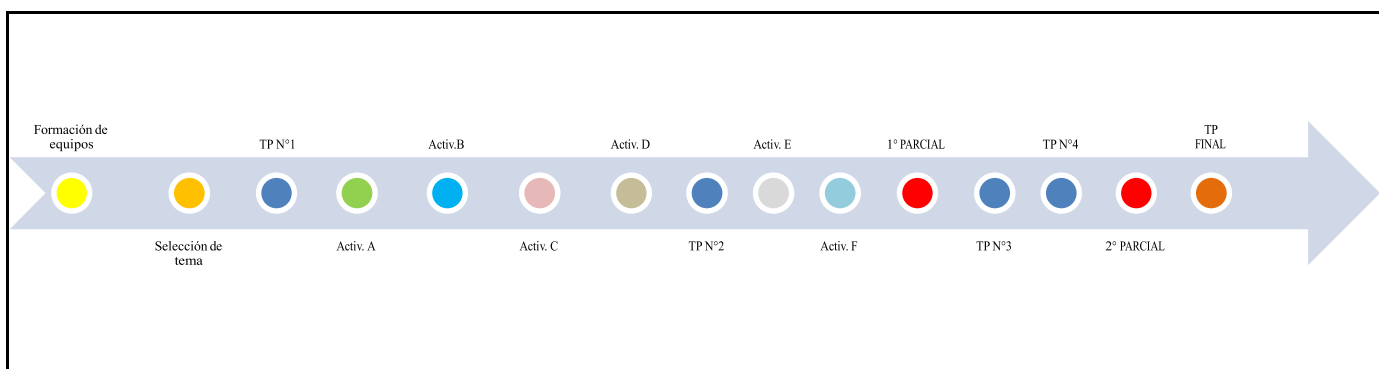 Formación de
equipos
Selección de
tema
TP N°1
Activ. A
Activ.B
Activ. C
Activ. D
TP N°2
Activ. E
Activ. F
1° PARCIAL
TP N°3
TP N°4
2° PARCIAL
TP
FINAL